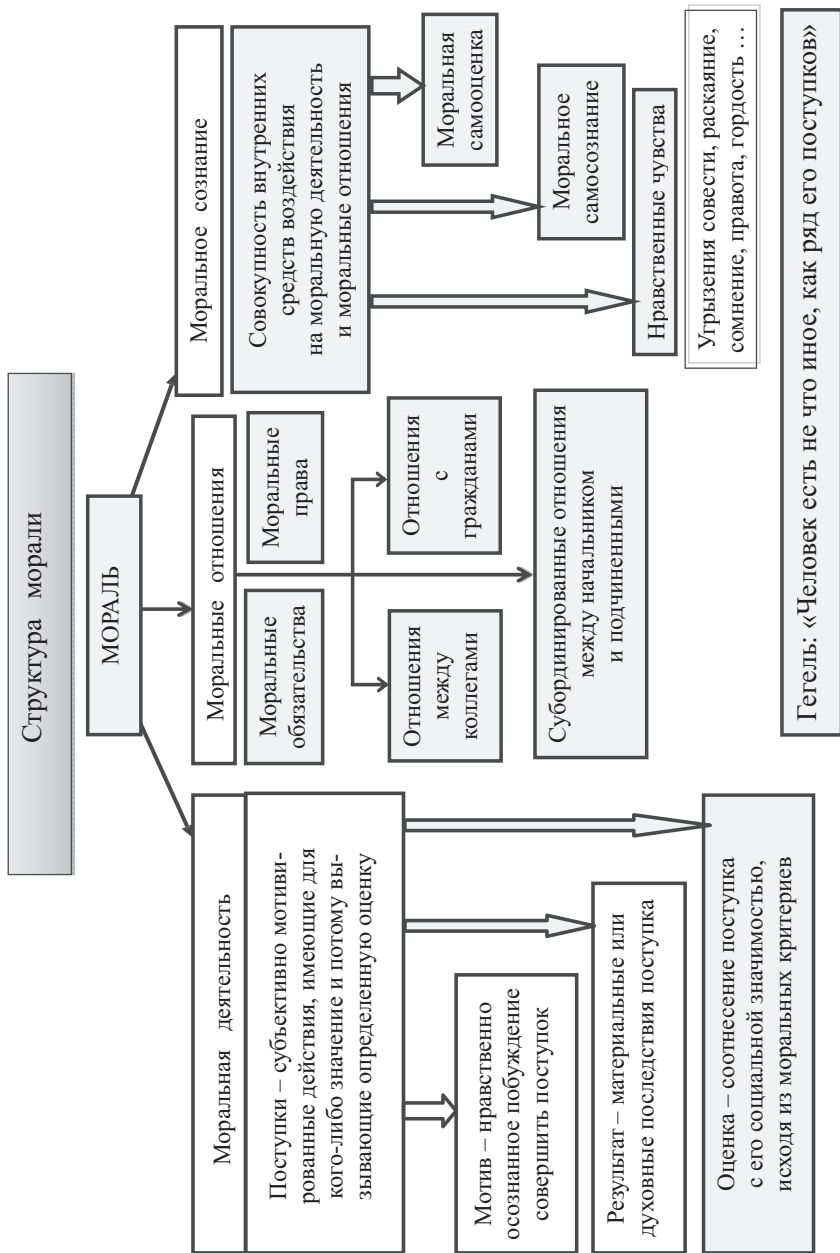 Структура морали
МОРАЛЬ
Моральная деятельность
Поступки – субъективно мотиви-
рованные действия, имеющие для
кого-либо значение и потому вы-
зывающие определенную оценку
Мотив – нравственно
осознанное побуждение
совершить поступок
Результат – материальные или
духовные последствия поступка
Оценка – соотнесение поступка
с его социальной значимостью,
исходя из моральных критериев
Моральные отношения
Моральные
обязательства
Моральные
права
Отношения
между
коллегами
Отношения
с
гражданами
Субординированные отношения
между начальником
и подчиненными
Моральное сознание
Совокупность внутренних
средств воздействия
на моральную деятельность
и моральные отношения
Моральная
самооценка
Моральное
самосознание
Нравственные чувства
Угрызения совести, раскаяние,
сомнение, правота, гордость …
Гегель: «Человек есть не что иное, как ряд его поступков»